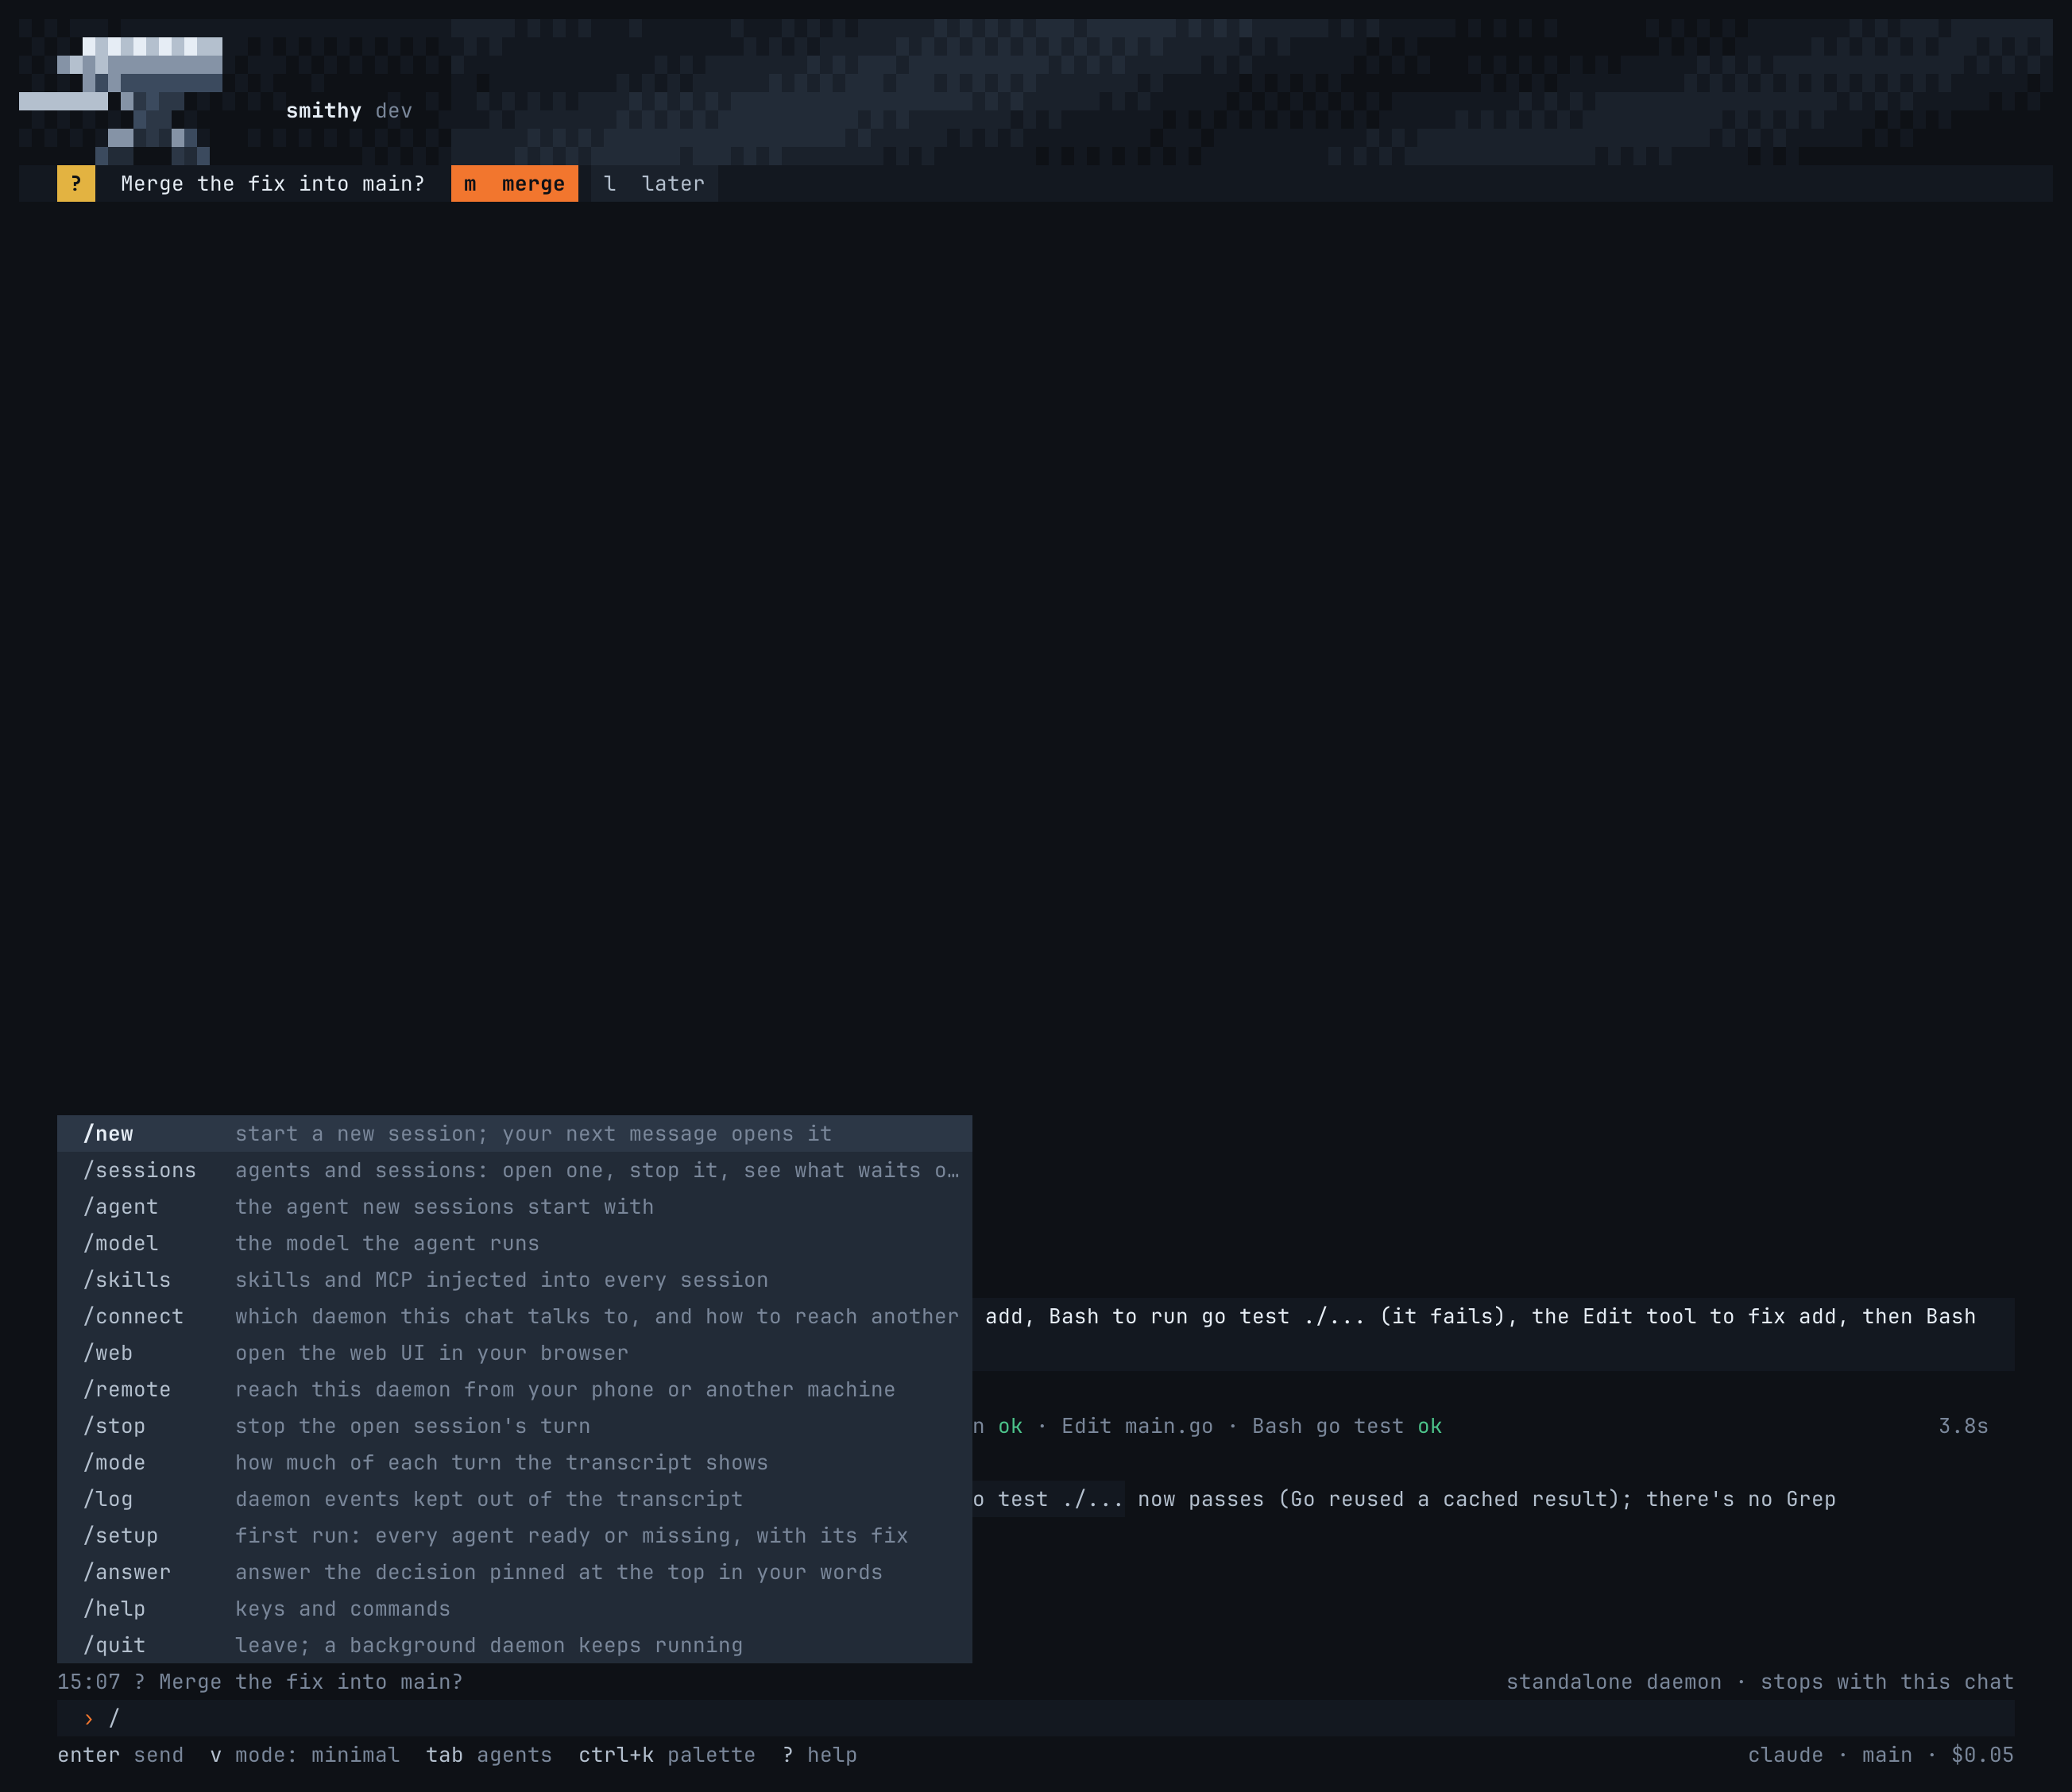 smithy dev
? Merge the fix into main? m merge l later
/new start a new session; your next message opens it
/sessions agents and sessions: open one, stop it, see what waits o…
/agent the agent new sessions start with
/model the model the agent runs
/skills skills and MCP injected into every session
/connect which daemon this chat talks to, and how to reach another add, Bash to run go test ./... (it fails), the Edit tool to fix add, then Bash
/web open the web UI in your browser
/remote reach this daemon from your phone or another machine
/stop stop the open session's turn n ok · Edit main.go · Bash go test ok 3.8s
/mode how much of each turn the transcript shows
/log daemon events kept out of the transcript o test ./... now passes (Go reused a cached result); there's no Grep
/setup first run: every agent ready or missing, with its fix
/answer answer the decision pinned at the top in your words
/help keys and commands
/quit leave; a background daemon keeps running
15:07 ? Merge the fix into main? standalone daemon · stops with this chat
› /
enter send v mode: minimal tab agents ctrl+k palette ? help claude · main · $0.05